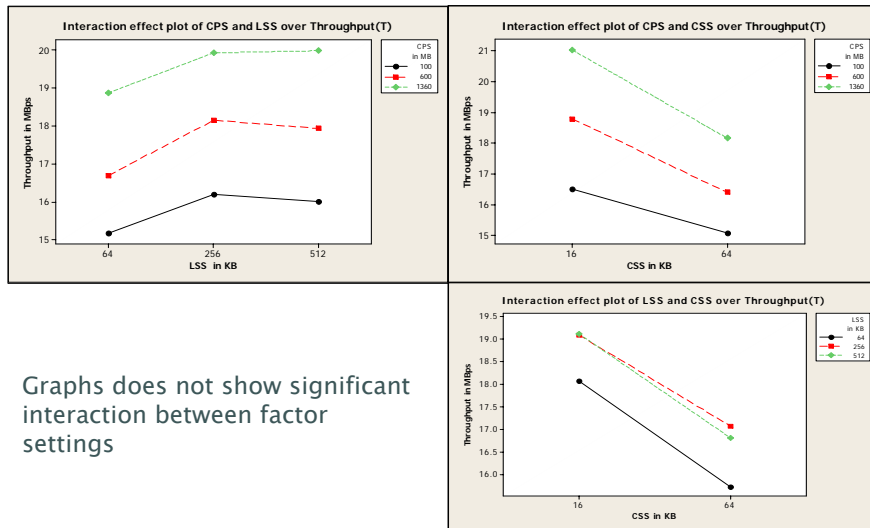 Interaction effect plot of CPS and LSS over Throughput(T)
CPS
in MB
100
600
1360
Throughput in MBps
20
19
18
17
16
15
64
256
512
LSS in KB
Interaction effect plot of CPS and CSS over Throughput(T)
CPS
in MB
100
600
1360
Throughput in MBps
21
20
19
18
17
16
15
16
64
CSS in KB
Interaction effect plot of LSS and CSS over Throughput(T)
LSS
in KB
64
256
512
Throughput in MBps
19.5
19.0
18.5
18.0
17.5
17.0
16.5
16.0
16
64
CSS in KB
Graphs does not show significant
interaction between factor
settings